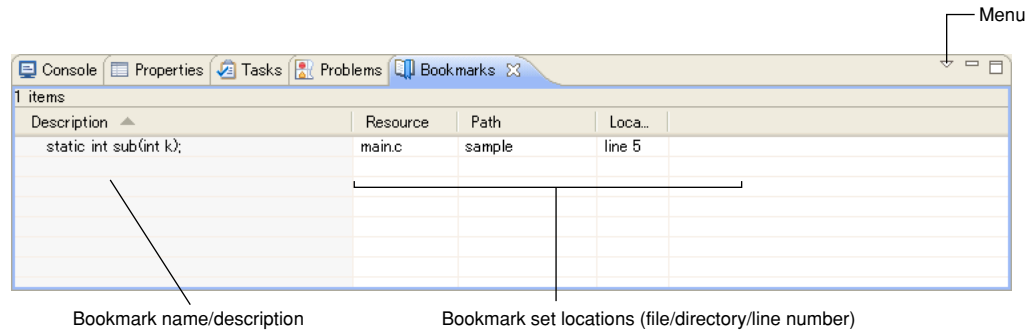 Menu
Console Properties Tasks Problems Bookmarks
1 items
Description Resource Path Loca...
static int sub(int k); main.c sample line 5
Bookmark name/description Bookmark set locations (file/directory/line number)